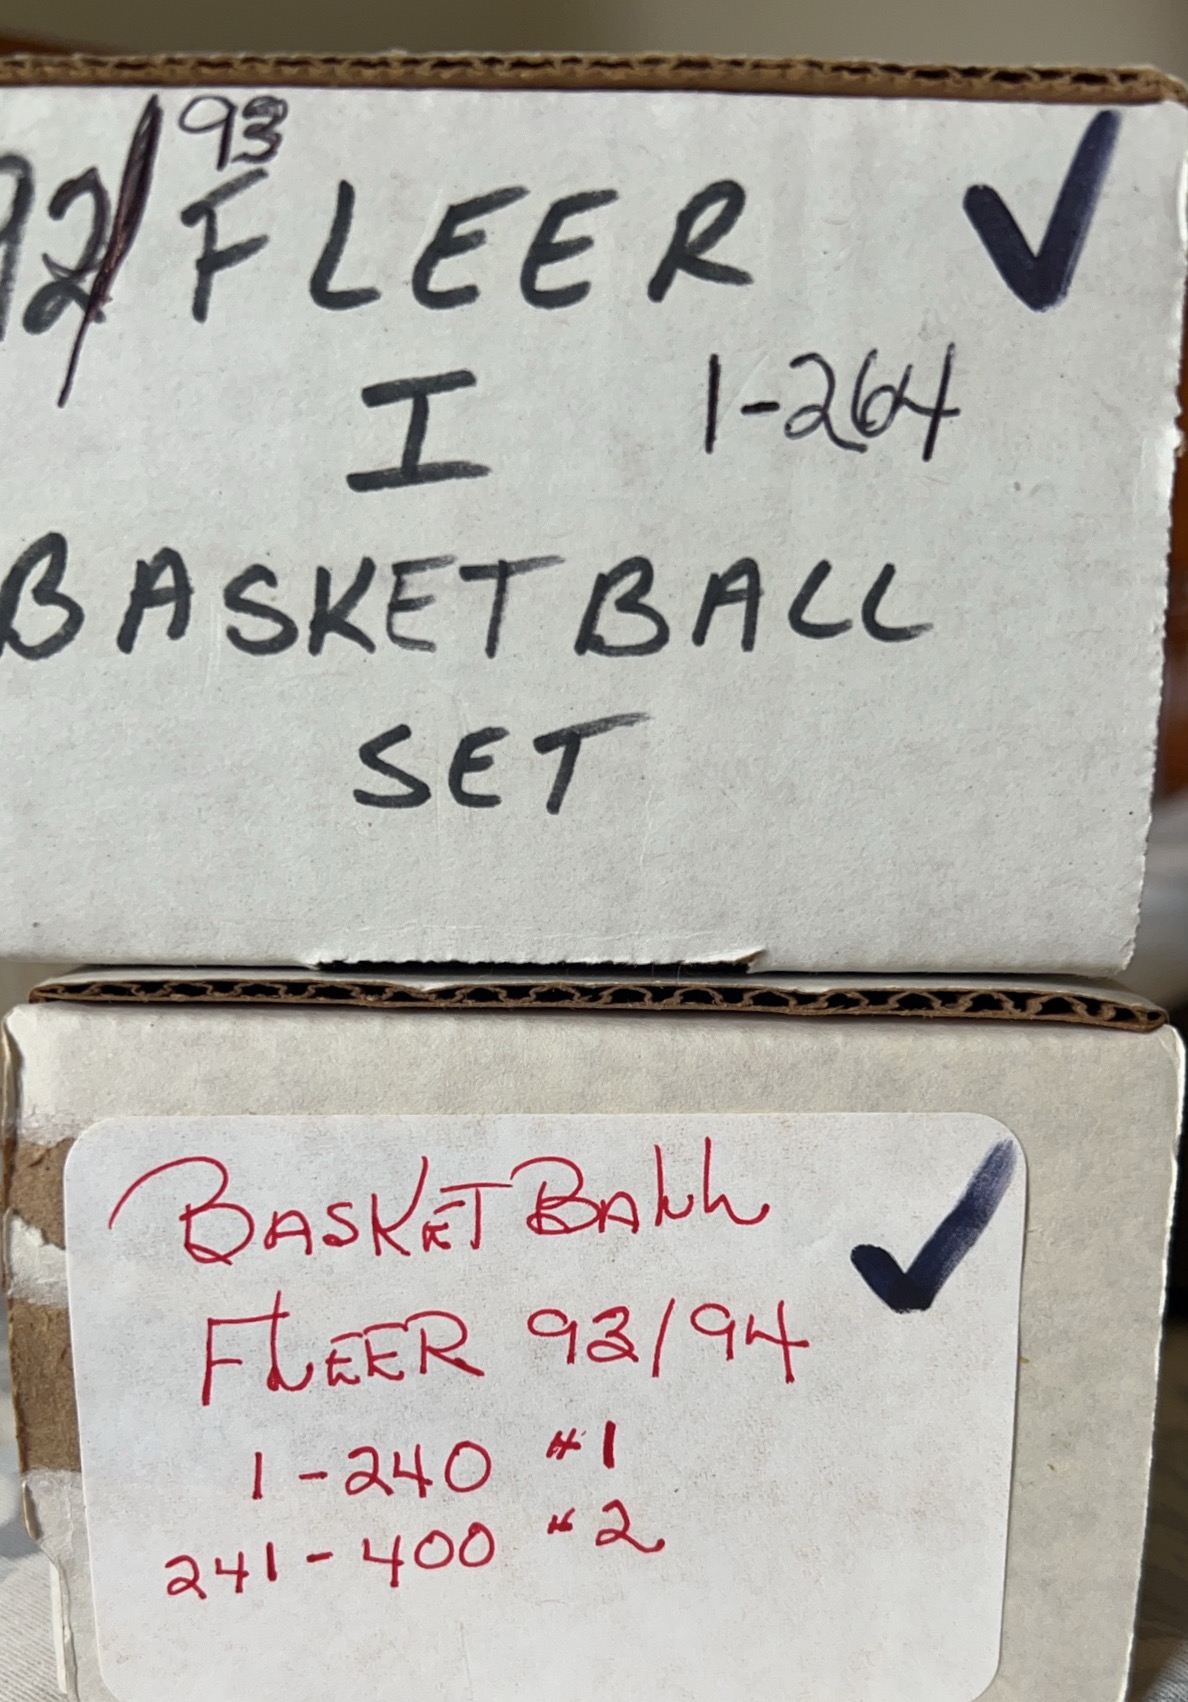 92/93 FLEER
I 1-264
BASKETBALL
SET
BASKETBALL
FLEER 93/94
1-240 #1
241-400 #2